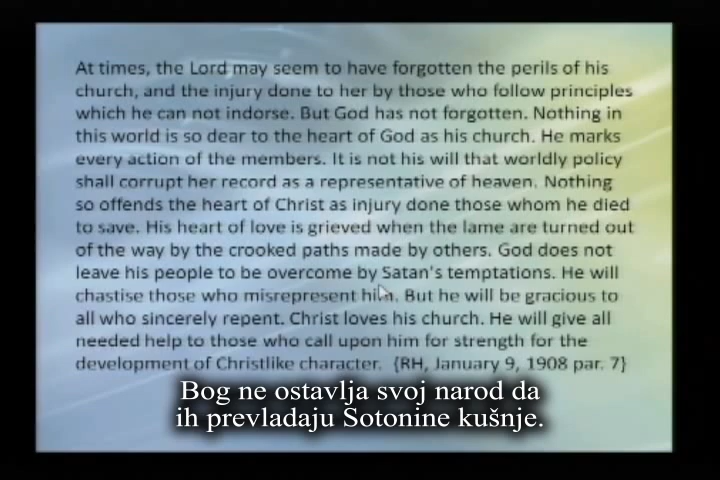 At times, the Lord may seem to have forgotten the perils of his
church, and the injury done to her by those who follow principles
which he can not indorse. But God has not forgotten. Nothing in
this world is so dear to the heart of God as his church. He marks
every action of the members. It is not his will that worldly policy
shall corrupt her record as a representative of heaven. Nothing
so offends the heart of Christ as injury done those whom he died
to save. His heart of love is grieved when the lame are turned out
of the way by the crooked paths made by others. God does not
leave his people to be overcome by Satan's temptations. He will
chastise those who misrepresent him. But he will be gracious to
all who sincerely repent. Christ loves his church. He will give all
needed help to those who call upon him for strength for the
development of Christlike character. {RH, January 9, 1908 par. 7}
Bog ne ostavlja svoj narod da
ih prevladaju Sotonine kušnje.